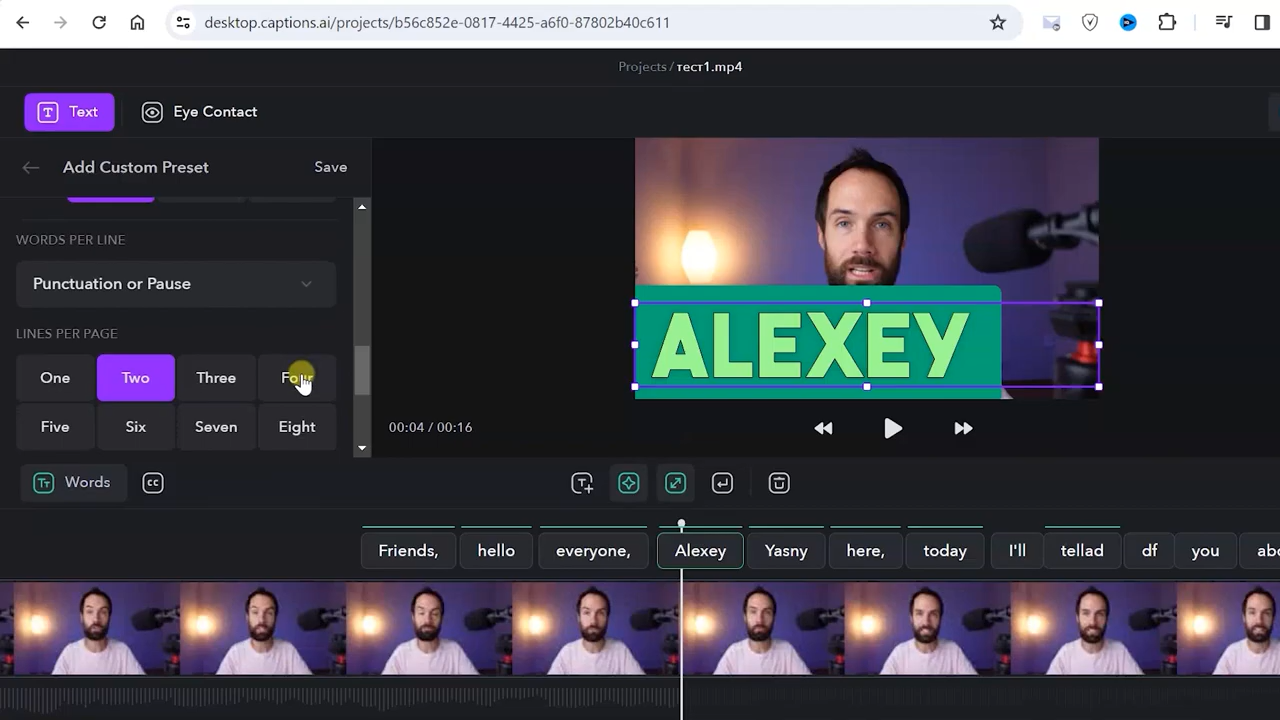 desktop.captions.ai/projects/b56c852e-0817-4425-a6f0-87802b40c611
Projects / тест1.mp4
Text
Eye Contact
Add Custom Preset
Save
WORDS PER LINE
Punctuation or Pause
LINES PER PAGE
One Two Three Four
Five Six Seven Eight
ALEXEY
00:04 / 00:16
Words
Friends, hello everyone, Alexey Yasny here, today I'll tellad df you